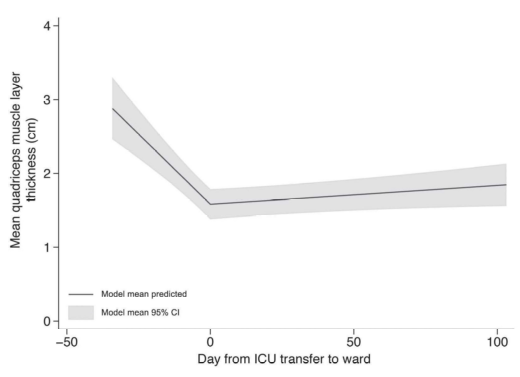 Mean quadriceps muscle layer
thickness (cm)
4
3
2
1
0
Model mean predicted
Model mean 95% CI
−50
0
50
100
Day from ICU transfer to ward